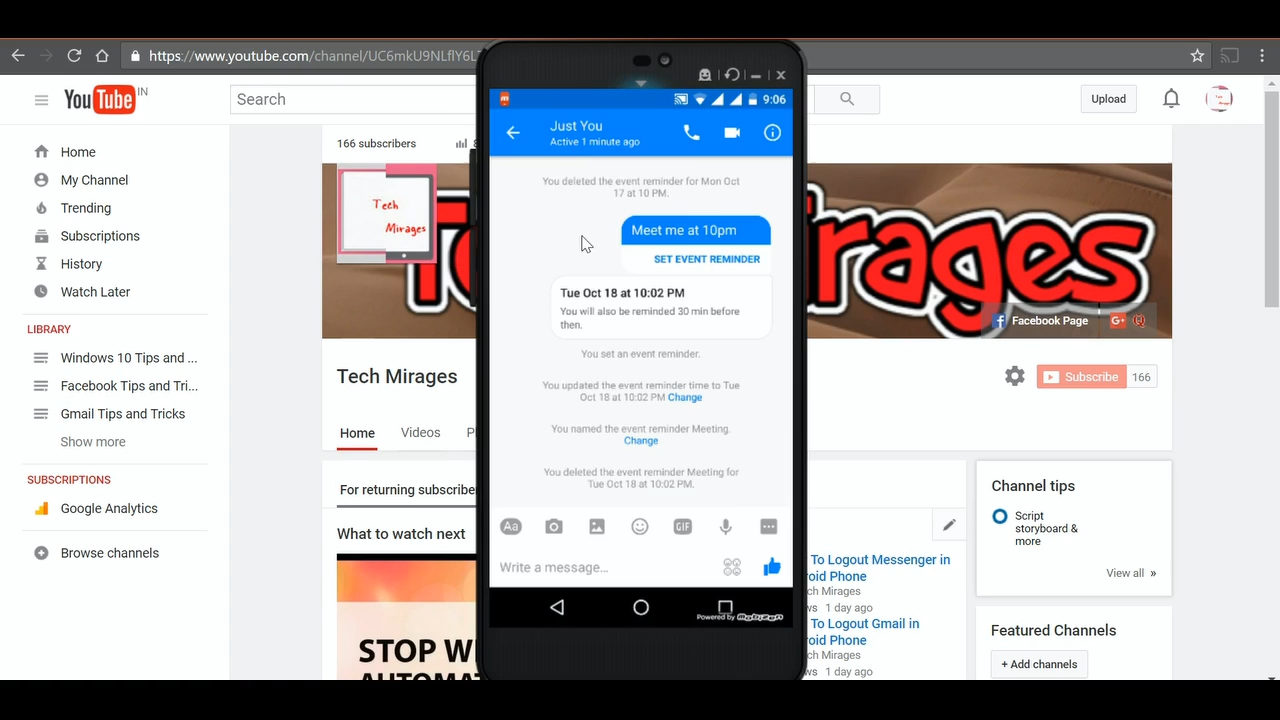 https://www.youtube.com/channel/UC6mkU9NLflY6L
YouTube IN
Search
Upload
Home
My Channel
Trending
Subscriptions
History
Watch Later
LIBRARY
Windows 10 Tips and ...
Facebook Tips and Tri...
Gmail Tips and Tricks
Show more
SUBSCRIPTIONS
Google Analytics
Browse channels
166 subscribers
Tech
Mirages
Facebook Page
G+
Tech Mirages
Subscribe 166
Home
Videos
For returning subscribe
What to watch next
9:06
Just You
Active 1 minute ago
You deleted the event reminder for Mon Oct
17 at 10 PM.
Meet me at 10pm
SET EVENT REMINDER
Tue Oct 18 at 10:02 PM
You will also be reminded 30 min before
then.
You set an event reminder.
You updated the event reminder time to Tue
Oct 18 at 10:02 PM Change
You named the event reminder Meeting.
Change
You deleted the event reminder Meeting for
Tue Oct 18 at 10:02 PM.
Aa
GIF
Write a message...
Powered by Mobizen
To Logout Messenger in
oid Phone
ch Mirages
ws 1 day ago
To Logout Gmail in
oid Phone
ch Mirages
ws 1 day ago
Channel tips
Script
storyboard &
more
View all »
Featured Channels
+ Add channels